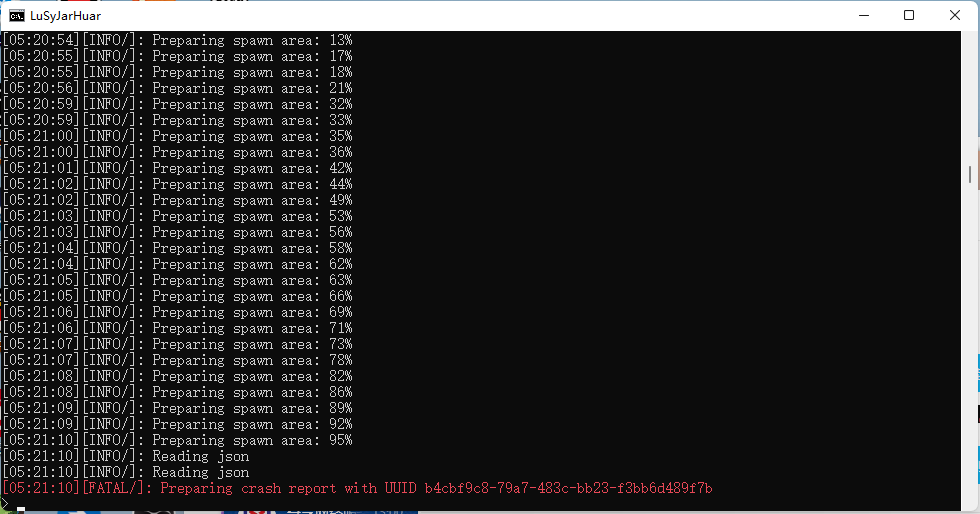 LuSyJarHuar
[05:20:54][INFO/]: Preparing spawn area: 13%
[05:20:55][INFO/]: Preparing spawn area: 17%
[05:20:55][INFO/]: Preparing spawn area: 18%
[05:20:56][INFO/]: Preparing spawn area: 21%
[05:20:59][INFO/]: Preparing spawn area: 32%
[05:20:59][INFO/]: Preparing spawn area: 33%
[05:21:00][INFO/]: Preparing spawn area: 35%
[05:21:00][INFO/]: Preparing spawn area: 36%
[05:21:01][INFO/]: Preparing spawn area: 42%
[05:21:02][INFO/]: Preparing spawn area: 44%
[05:21:02][INFO/]: Preparing spawn area: 49%
[05:21:03][INFO/]: Preparing spawn area: 53%
[05:21:03][INFO/]: Preparing spawn area: 56%
[05:21:04][INFO/]: Preparing spawn area: 58%
[05:21:04][INFO/]: Preparing spawn area: 62%
[05:21:05][INFO/]: Preparing spawn area: 63%
[05:21:05][INFO/]: Preparing spawn area: 66%
[05:21:06][INFO/]: Preparing spawn area: 69%
[05:21:06][INFO/]: Preparing spawn area: 71%
[05:21:07][INFO/]: Preparing spawn area: 73%
[05:21:07][INFO/]: Preparing spawn area: 78%
[05:21:08][INFO/]: Preparing spawn area: 82%
[05:21:08][INFO/]: Preparing spawn area: 86%
[05:21:09][INFO/]: Preparing spawn area: 89%
[05:21:09][INFO/]: Preparing spawn area: 92%
[05:21:10][INFO/]: Preparing spawn area: 95%
[05:21:10][INFO/]: Reading json
[05:21:10][INFO/]: Reading json
[05:21:10][FATAL/]: Preparing crash report with UUID b4cbf9c8-79a7-483c-bb23-f3bb6d489f7b
>